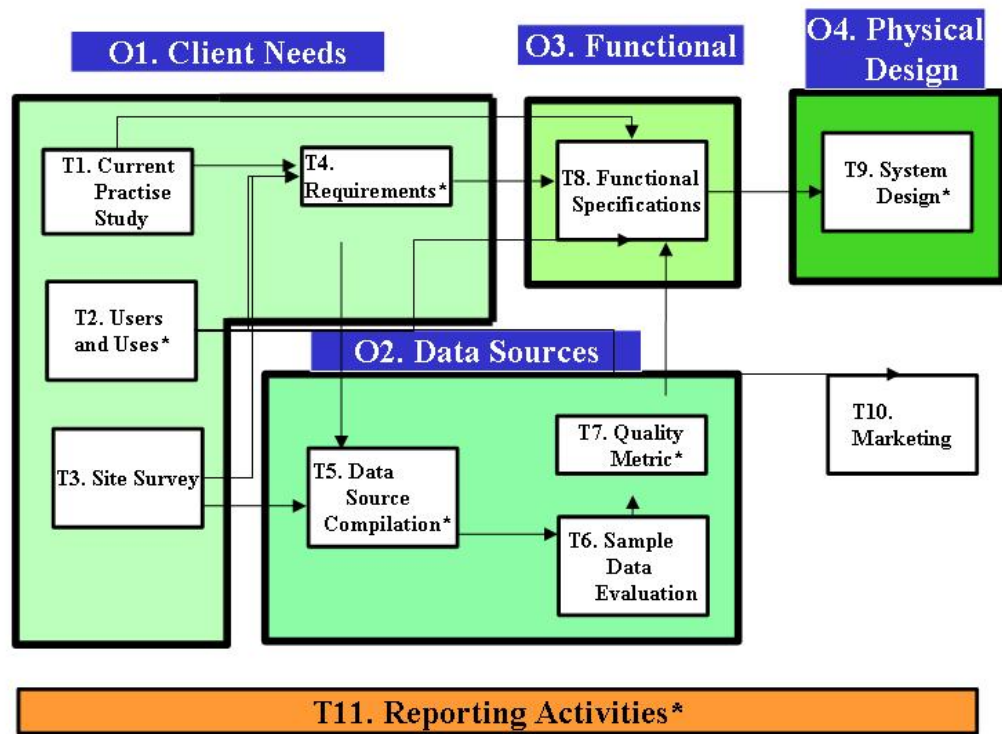 O1. Client Needs
O3. Functional
O4. Physical
Design
T1. Current
Practise
Study
T4.
Requirements*
T8. Functional
Specifications
T9. System
Design*
T2. Users
and Uses*
O2. Data Sources
T10.
Marketing
T7. Quality
Metric*
T3. Site Survey
T5. Data
Source
Compilation*
T6. Sample
Data
Evaluation
T11. Reporting Activities*